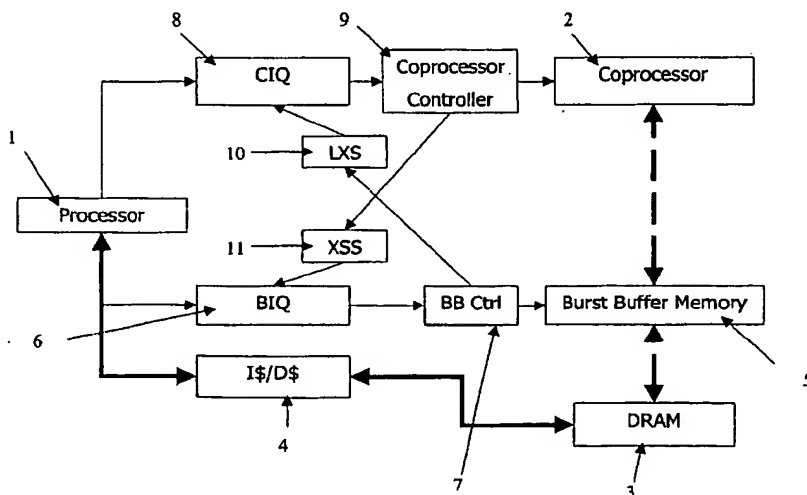 8
9
2
CIQ
Coprocessor
Controller
Coprocessor
1
10
LXS
Processor
11
XSS
BIQ
BB Ctrl
Burst Buffer Memory
6
I$/D$
5
DRAM
4
7
3